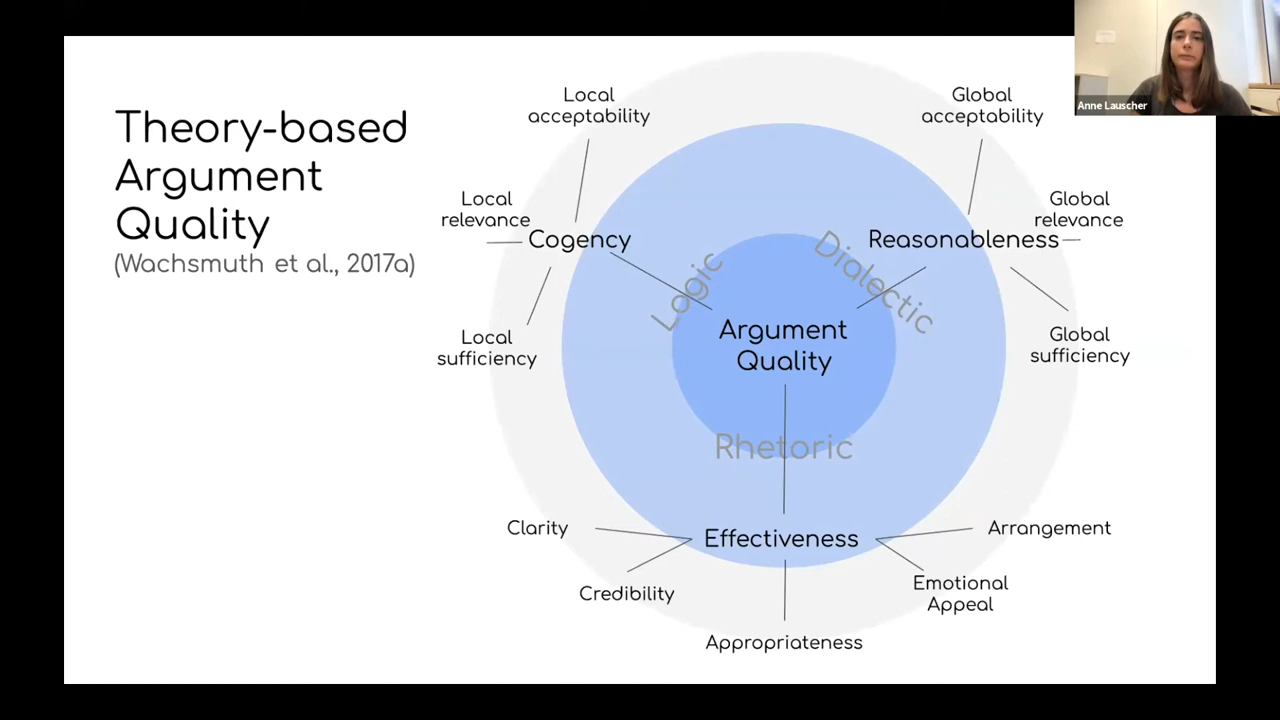 Theory-based
Argument
Quality
(Wachsmuth et al., 2017a)
Local
acceptability
Global
acceptability
Anne Lauscher
Local
relevance
Global
relevance
Cogency
Reasonableness
Logic
Dialectic
Local
sufficiency
Global
sufficiency
Argument
Quality
Rhetoric
Clarity
Effectiveness
Arrangement
Credibility
Emotional
Appeal
Appropriateness